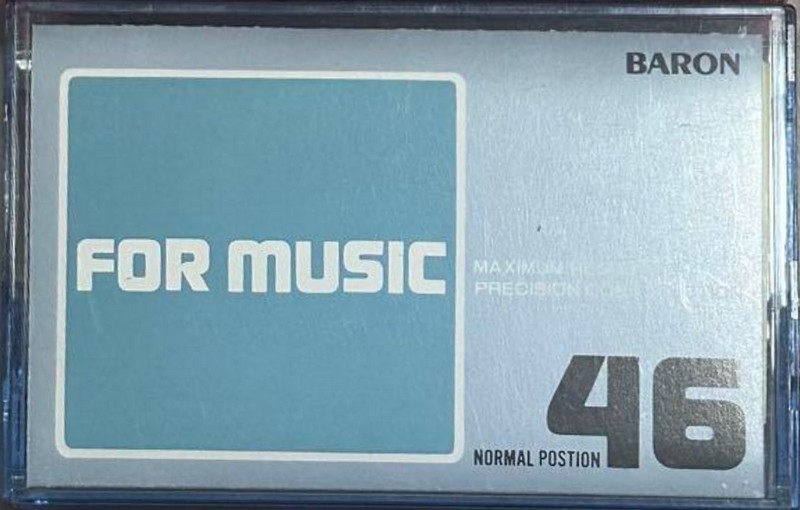 BARON
FOR MUSIC
MAXIMUM
PRECISION
46
NORMAL POSTION